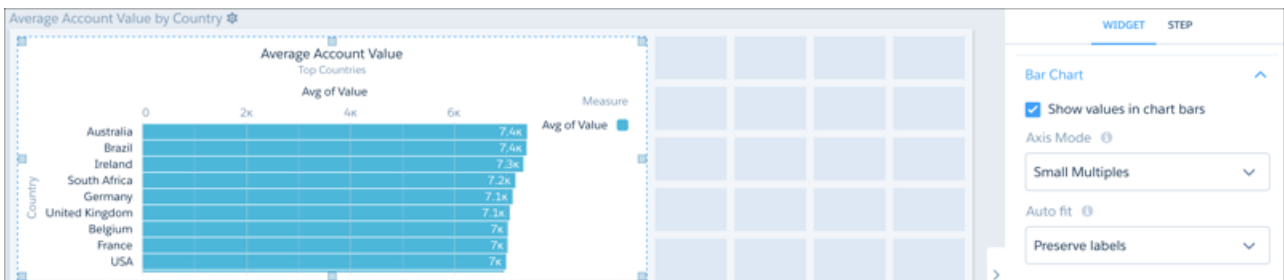 Average Account Value by Country
WIDGET STEP
Average Account Value
Top Countries
Avg of Value
0 2K 4K 6K
Measure
Avg of Value
Country
Australia 7.4K
Brazil 7.4K
Ireland 7.3K
South Africa 7.2K
Germany 7.1K
United Kingdom 7.1K
Belgium 7K
France 7K
USA 7K
Bar Chart
Show values in chart bars
Axis Mode
Small Multiples
Auto fit
Preserve labels